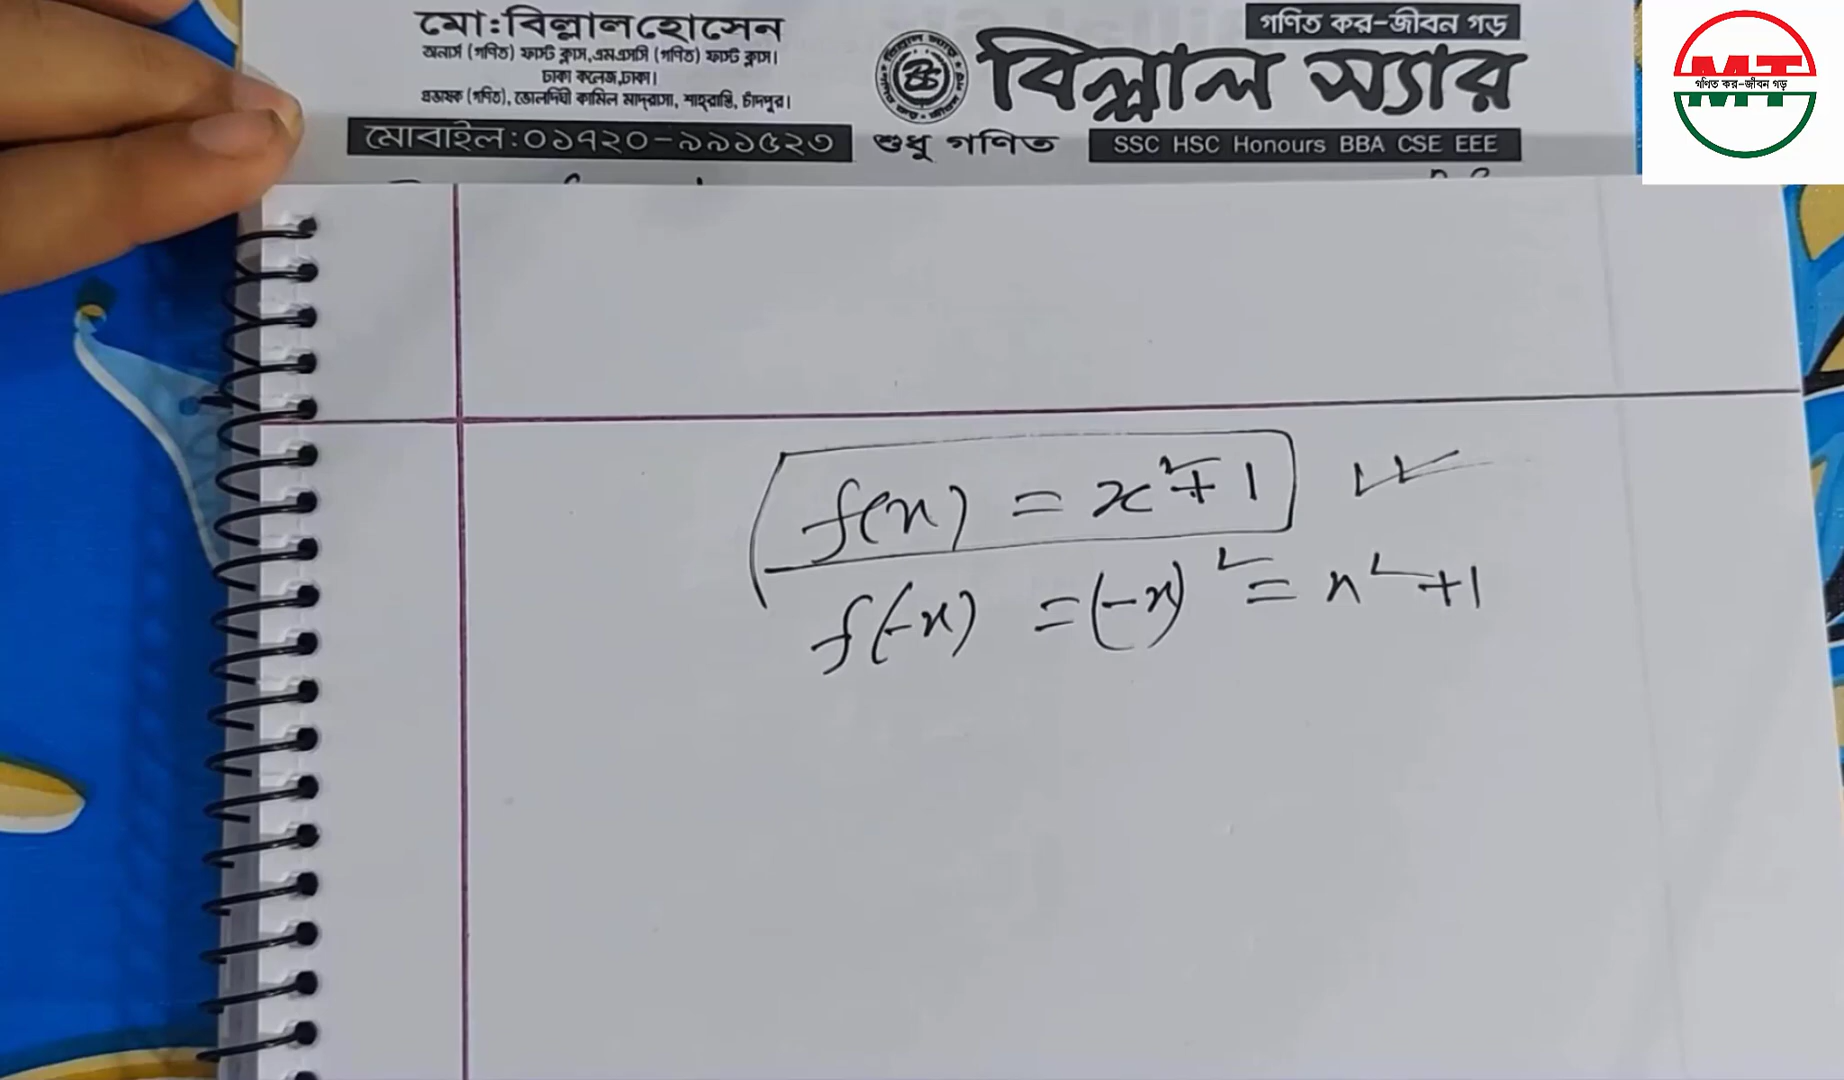 মো:বিল্লাল হোসেন
অনার্স (গণিত) ফার্স্ট ক্লাস,এমএসসি (গণিত) ফার্স্ট ক্লাস।
ঢাকা কলেজ,ঢাকা।
প্রভাষক (গণিত), ভোলদিঘী কামিল মাদ্রাসা, শাহ্‌রাস্তি, চাঁদপুর।
মোবাইল:০১৭২০-৯৯১৫২৩
গণিত কর-জীবন গড়
বিল্লাল স্যার
শুধু গণিত
SSC HSC Honours BBA CSE EEE
MT
গণিত কর-জীবন গড়
f(x) = x²+1
f(-x) = (-x)² = x²+1